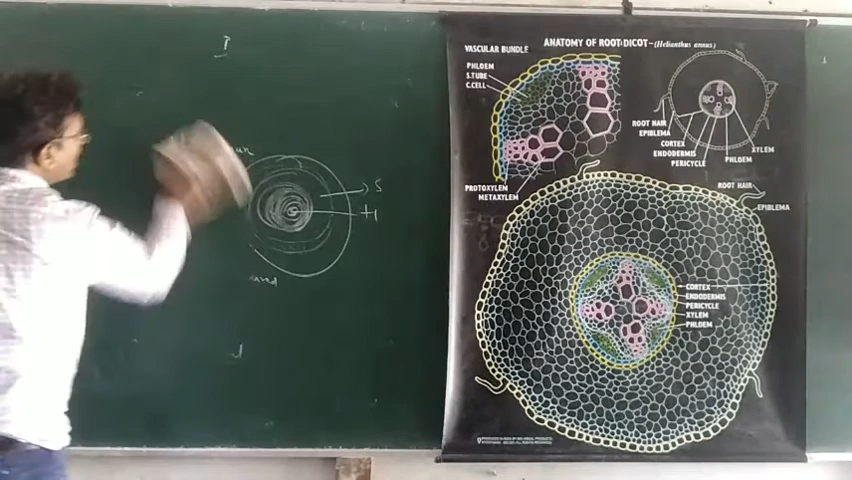 ANATOMY OF ROOT:DICOT-(Helianthus annus)
VASCULAR BUNDLE
PHLOEM
S.TUBE
C.CELL
PROTOXYLEM
METAXYLEM
ROOT HAIR
EPIBLEMA
CORTEX
ENDODERMIS
PERICYCLE
PHLOEM
XYLEM
ROOT HAIR
EPIBLEMA
CORTEX
ENDODERMIS
PERICYCLE
XYLEM
PHLOEM
S